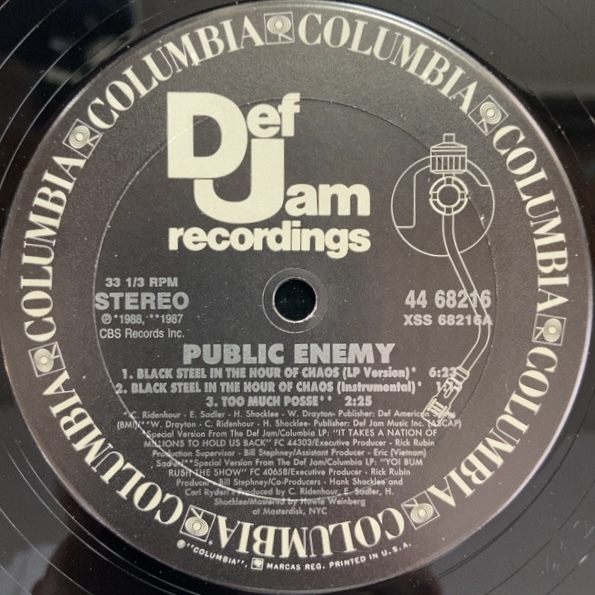 COLUMBIA COLUMBIA COLUMBIA COLUMBIA COLUMBIA COLUMBIA COLUMBIA COLUMBIA
Def
Jam
recordings
33 1/3 RPM
STEREO
℗ *1988, **1987
CBS Records Inc.
44 68216
XSS 68216A
PUBLIC ENEMY
1. BLACK STEEL IN THE HOUR OF CHAOS (LP Version)*
2. BLACK STEEL IN THE HOUR OF CHAOS (Instrumental)*
3. TOO MUCH POSSE** 2:25
*C. Ridenhour - E. Sadler - H. Shocklee - W. Drayton- Publisher: Def American
(BMI)**W. Drayton - C. Ridenhour - H. Shocklee- Publisher: Def Jam Music Inc. (ASCAP)
*Special Version From The Def Jam/Columbia LP: "IT TAKES A NATION OF
MILLIONS TO HOLD US BACK" FC 44303/Executive Producer - Rick Rubin
Production Supervisor - Bill Stephney/Assistant Producer - Eric (Vietnam)
Sadler/**Special Version From The Def Jam/Columbia LP: "YO! BUM
RUSH THE SHOW" FC 40658/Executive Producer - Rick Rubin
Producer - Bill Stephney/Co-Producers - Hank Shocklee and
Carl Ryder/*Produced by C. Ridenhour, E. Sadler, H.
Shocklee/Mastered by Howie Weinberg
at Masterdisk, NYC
® "COLUMBIA", MARCAS REG. PRINTED IN U.S.A.